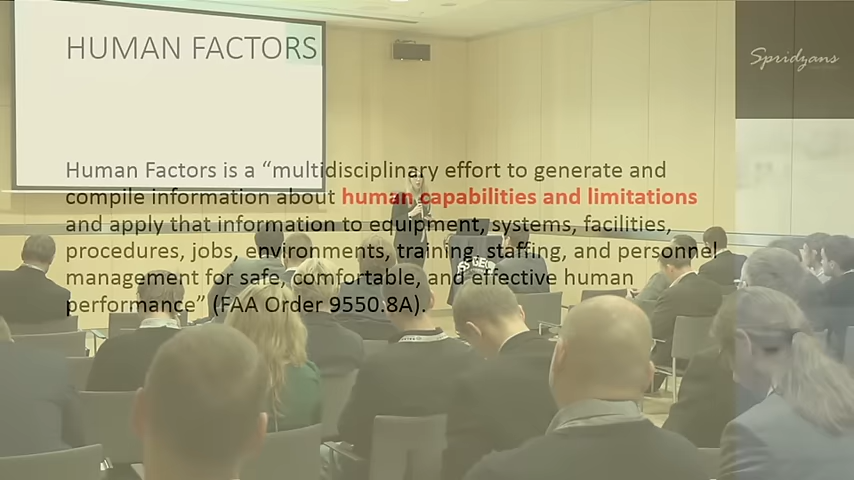 HUMAN FACTORS
Spridzans
Human Factors is a “multidisciplinary effort to generate and
compile information about human capabilities and limitations
and apply that information to equipment, systems, facilities,
procedures, jobs, environments, training, staffing, and personnel
management for safe, comfortable, and effective human
performance” (FAA Order 9550.8A).